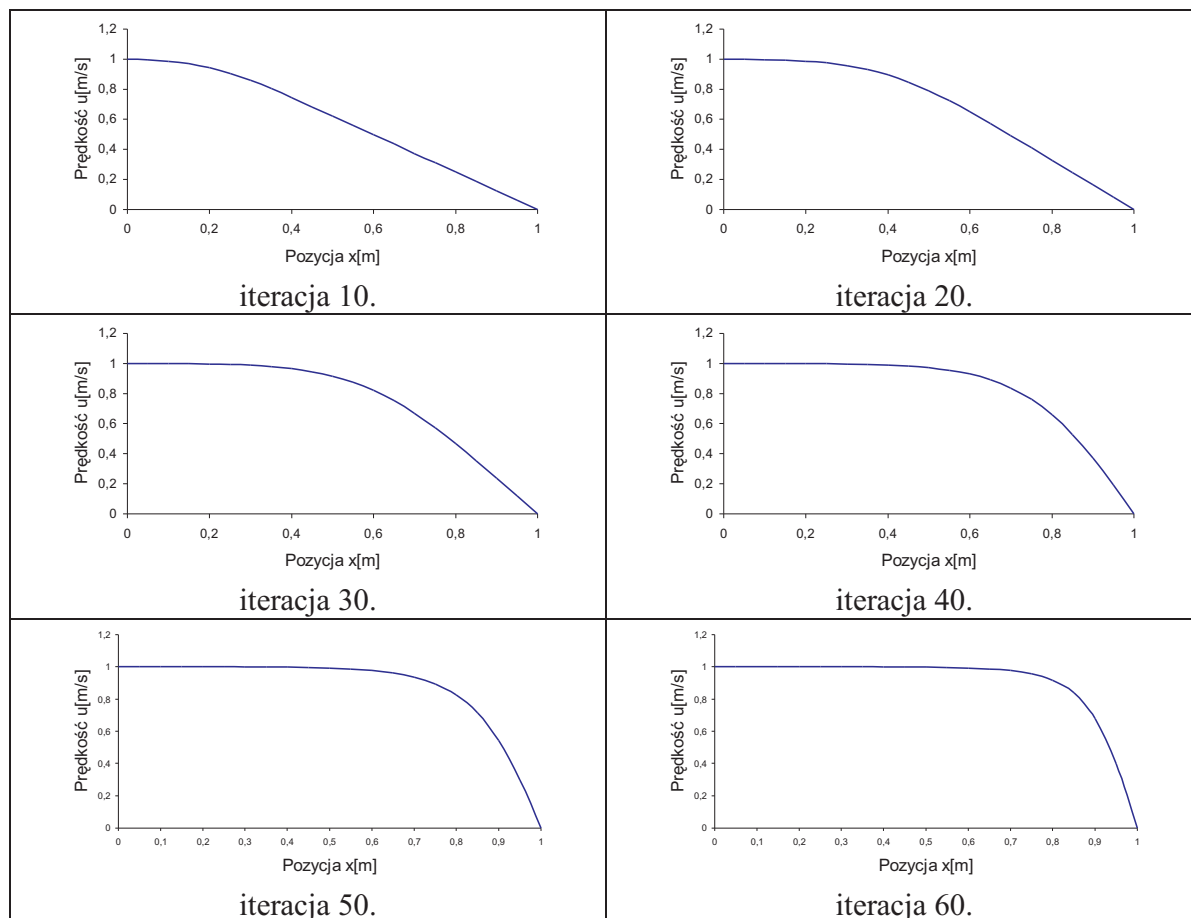 1,2
1
0,8
0,6
0,4
0,2
0
Prędkość u[m/s]
0 0,2 0,4 0,6 0,8 1
Pozycja x[m]
iteracja 10.
1,2
1
0,8
0,6
0,4
0,2
0
Prędkość u[m/s]
0 0,2 0,4 0,6 0,8 1
Pozycja x[m]
iteracja 20.
1,2
1
0,8
0,6
0,4
0,2
0
Prędkość u[m/s]
0 0,2 0,4 0,6 0,8 1
Pozycja x[m]
iteracja 30.
1,2
1
0,8
0,6
0,4
0,2
0
Prędkość u[m/s]
0 0,2 0,4 0,6 0,8 1
Pozycja x[m]
iteracja 40.
1,2
1
0,8
0,6
0,4
0,2
0
Prędkość u[m/s]
0 0,1 0,2 0,3 0,4 0,5 0,6 0,7 0,8 0,9 1
Pozycja x[m]
iteracja 50.
1,2
1
0,8
0,6
0,4
0,2
0
Prędkość u[m/s]
0 0,1 0,2 0,3 0,4 0,5 0,6 0,7 0,8 0,9 1
Pozycja x[m]
iteracja 60.